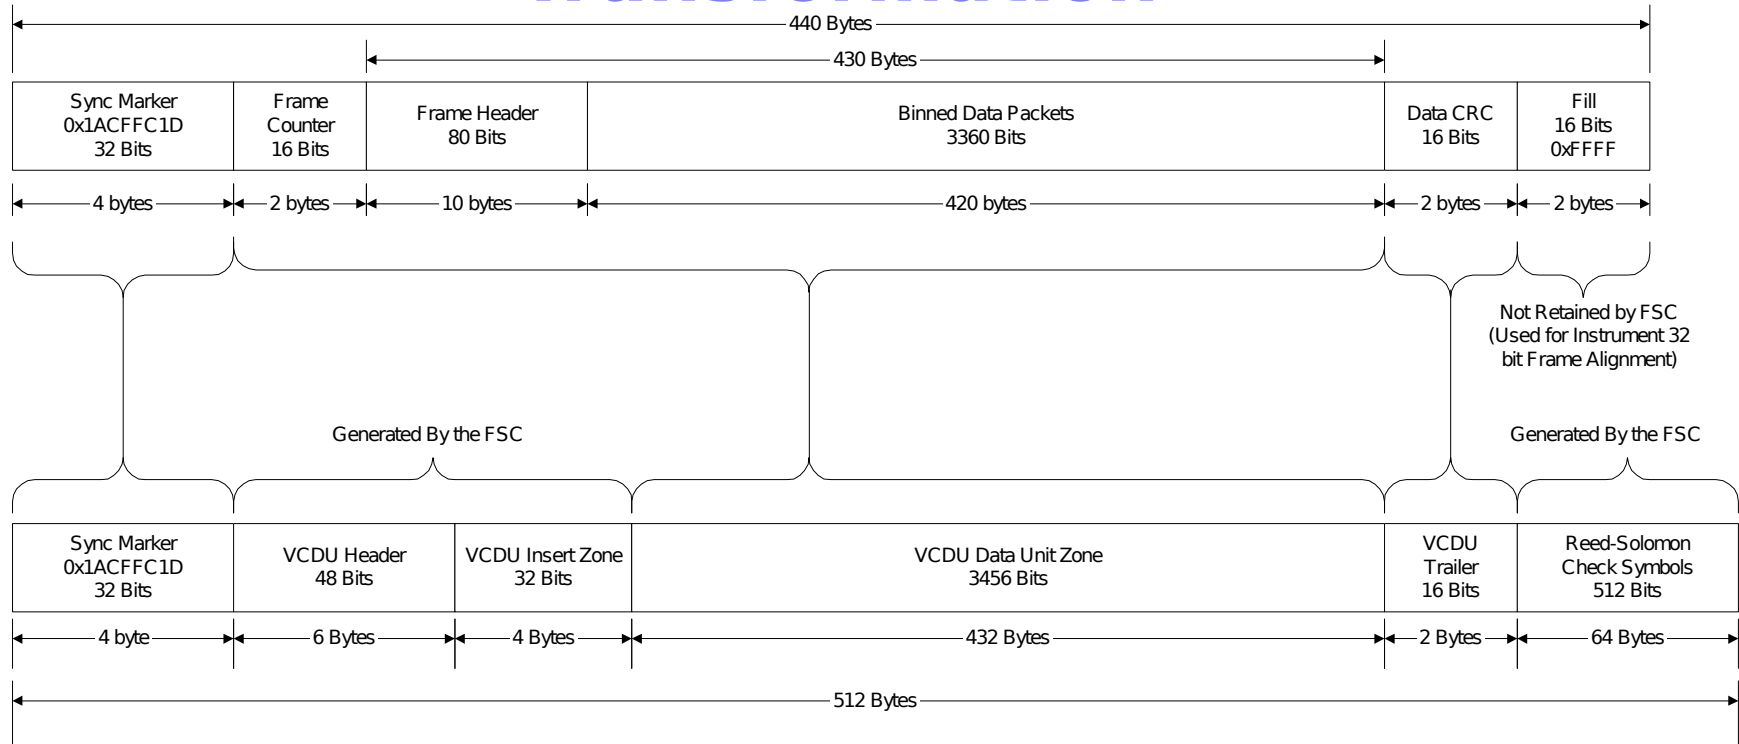 440 Bytes
430 Bytes
Sync Marker
0x1ACFFC1D
32 Bits
Frame
Counter
16 Bits
Frame Header
80 Bits
Binned Data Packets
3360 Bits
Data CRC
16 Bits
Fill
16 Bits
0xFFFF
4 bytes
2 bytes
10 bytes
420 bytes
2 bytes
2 bytes
Not Retained by FSC
(Used for Instrument 32
bit Frame Alignment)
Generated By the FSC
Generated By the FSC
Sync Marker
0x1ACFFC1D
32 Bits
VCDU Header
48 Bits
VCDU Insert Zone
32 Bits
VCDU Data Unit Zone
3456 Bits
VCDU
Trailer
16 Bits
Reed-Solomon
Check Symbols
512 Bits
4 byte
6 Bytes
4 Bytes
432 Bytes
2 Bytes
64 Bytes
512 Bytes